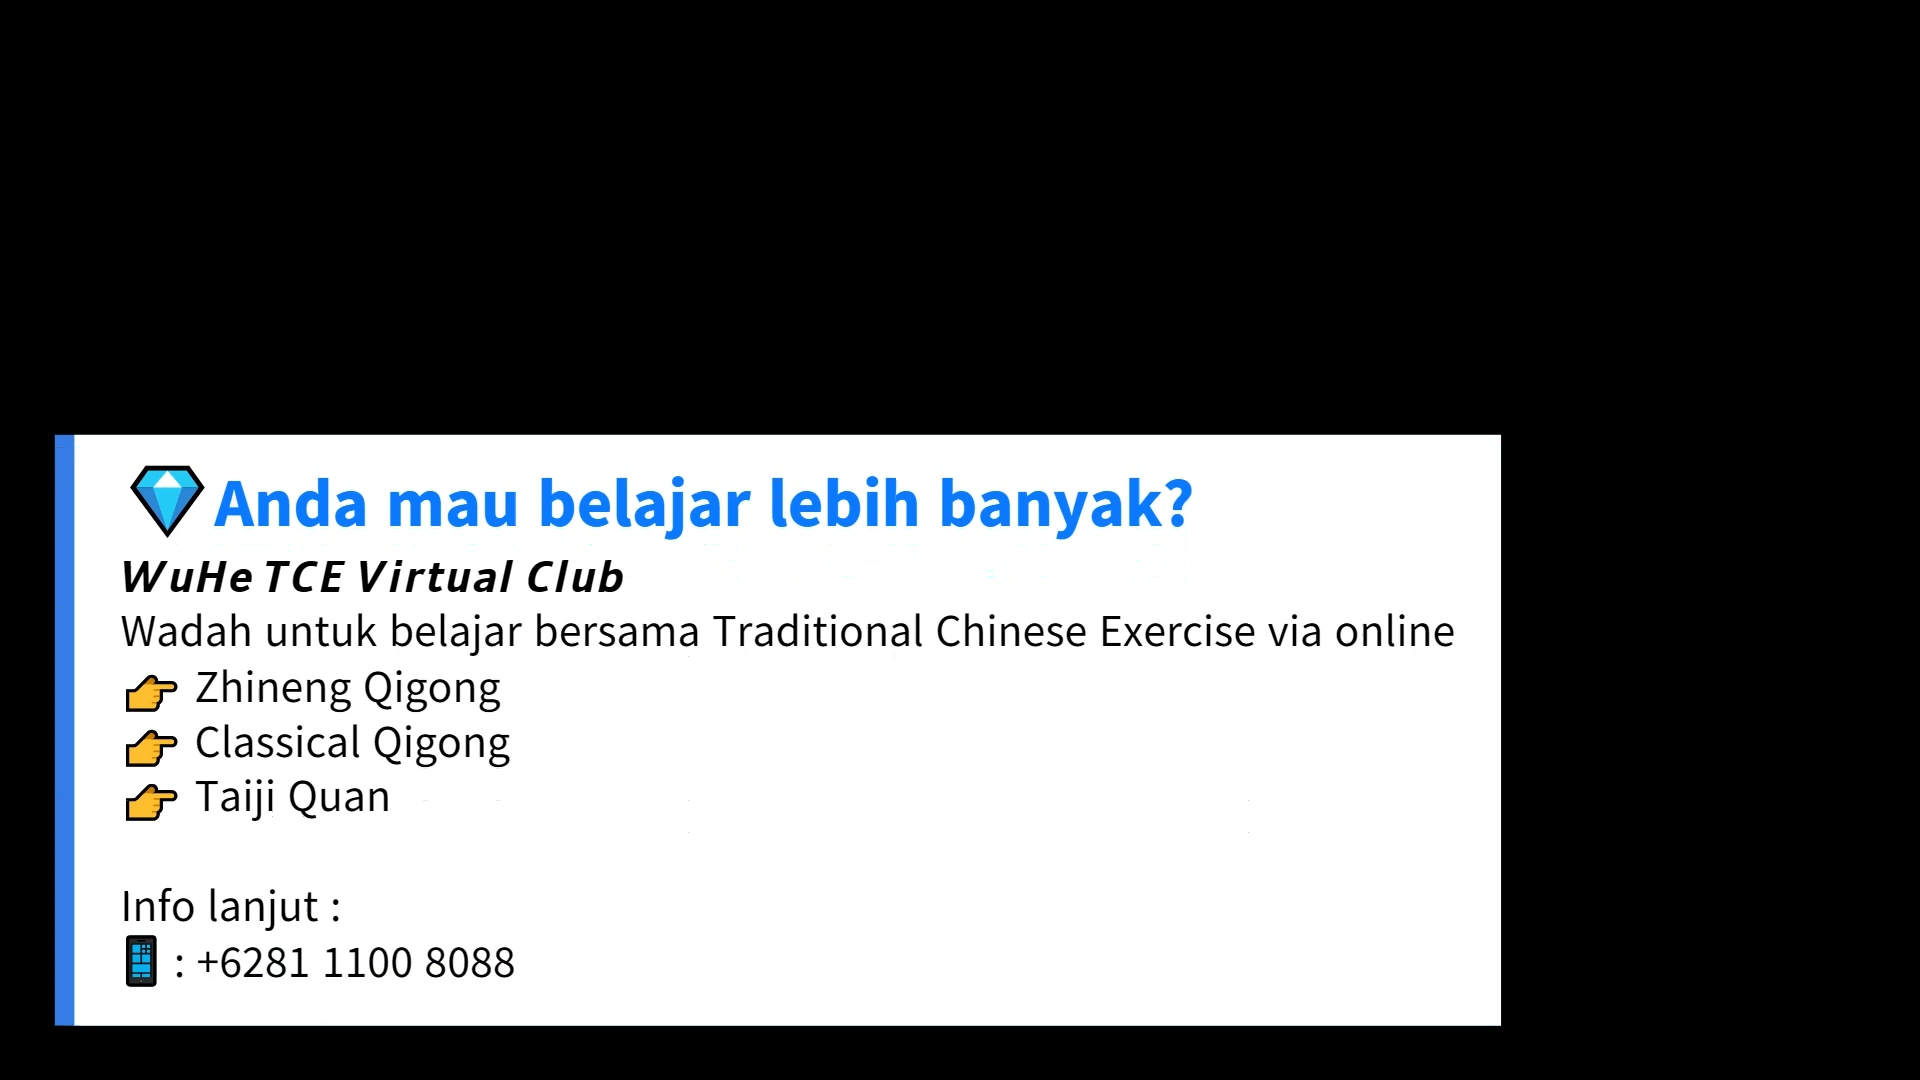 Anda mau belajar lebih banyak?
WuHe TCE Virtual Club
Wadah untuk belajar bersama Traditional Chinese Exercise via online
👉 Zhineng Qigong
👉 Classical Qigong
👉 Taiji Quan
Info lanjut :
📱 : +6281 1100 8088